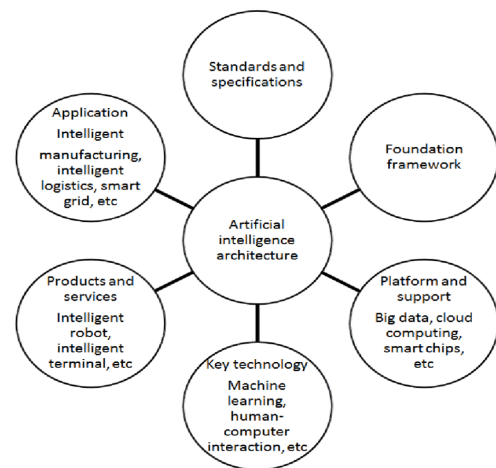 Standards and
specifications
Application
Intelligent
manufacturing,
intelligent
logistics, smart
grid, etc
Foundation
framework
Artificial
intelligence
architecture
Products and
services
Intelligent
robot,
intelligent
terminal, etc
Platform and
support
Big data, cloud
computing,
smart chips,
etc
Key technology
Machine
learning,
human-
computer
interaction, etc